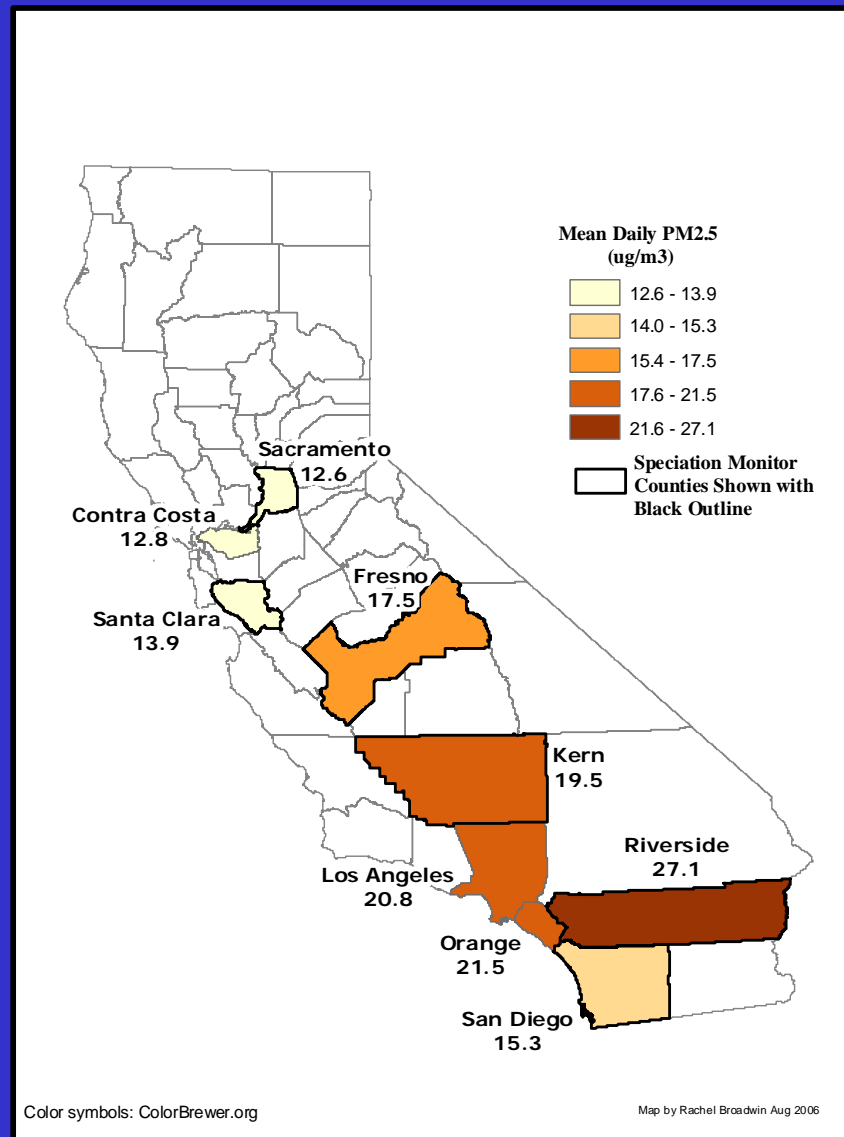 Mean Daily PM2.5
(ug/m3)
12.6 - 13.9
14.0 - 15.3
15.4 - 17.5
17.6 - 21.5
21.6 - 27.1
Speciation Monitor
Counties Shown with
Black Outline
Sacramento
12.6
Contra Costa
12.8
Fresno
17.5
Santa Clara
13.9
Kern
19.5
Riverside
27.1
Los Angeles
20.8
Orange
21.5
San Diego
15.3
Color symbols: ColorBrewer.org
Map by Rachel Broadwin Aug 2006